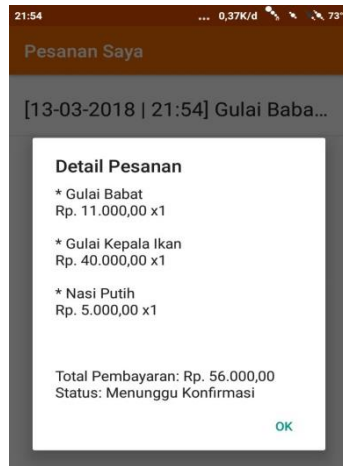 21:54 ... 0,37K/d 73°
Pesanan Saya
[13-03-2018 | 21:54] Gulai Baba...
Detail Pesanan
* Gulai Babat
Rp. 11.000,00 x1
* Gulai Kepala Ikan
Rp. 40.000,00 x1
* Nasi Putih
Rp. 5.000,00 x1
Total Pembayaran: Rp. 56.000,00
Status: Menunggu Konfirmasi
OK